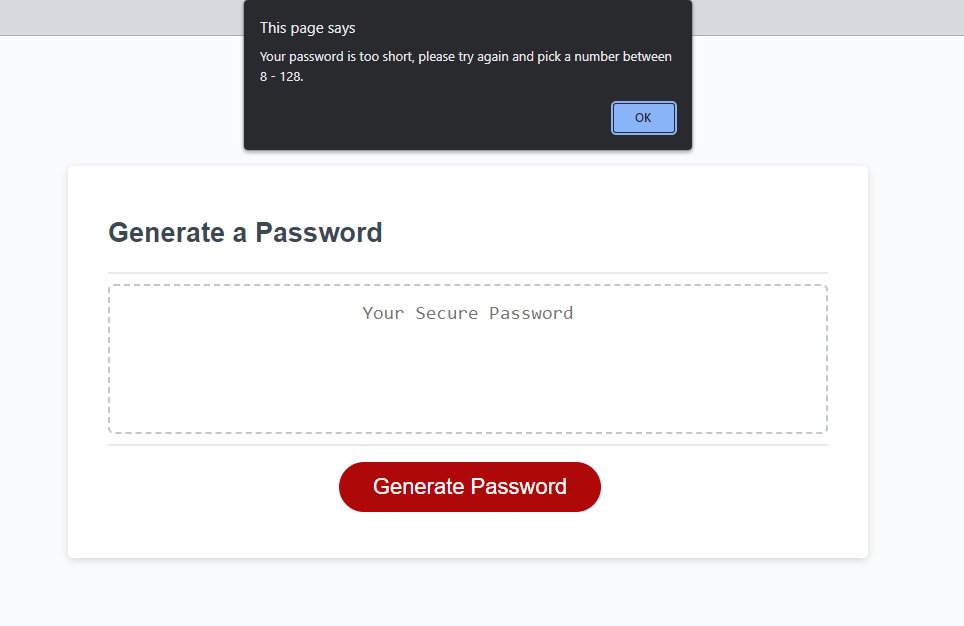 This page says
Your password is too short, please try again and pick a number between
8 - 128.
OK
Generate a Password
Your Secure Password
Generate Password